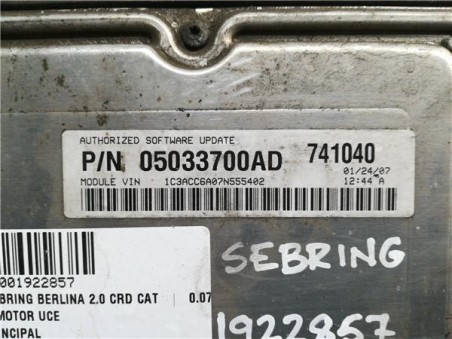 AUTHORIZED SOFTWARE UPDATE
P/N 05033700AD 741040
01/24/07
MODULE VIN 1C3ACC6A07N555402 12:44 A
001922857
BRING BERLINA 2.0 CRD CAT | 0.07
MOTOR UCE
NCIPAL
SEBRING
1922857